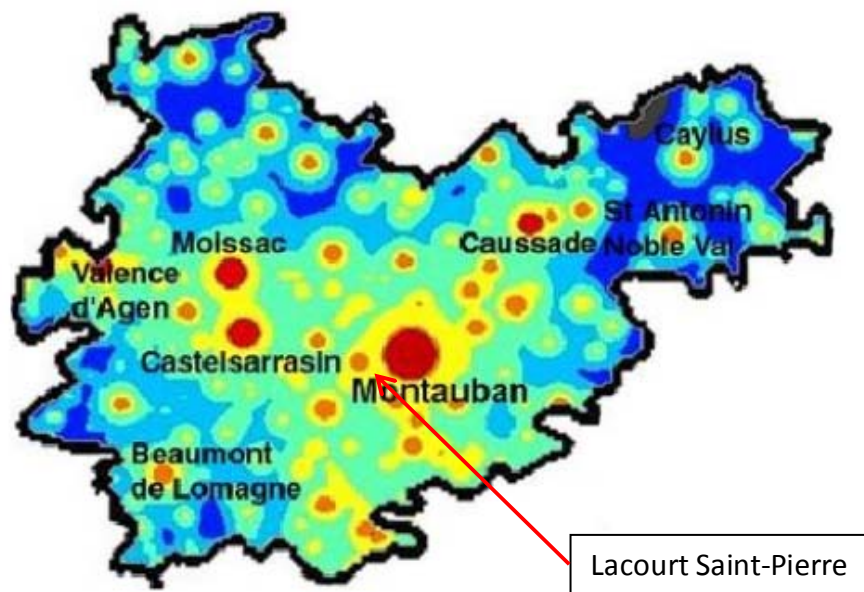 Caylus
St Antonin
Noble Val
Caussade
Moissac
Valence
d'Agen
Castelsarrasin
Montauban
Beaumont
de Lomagne
Lacourt Saint-Pierre